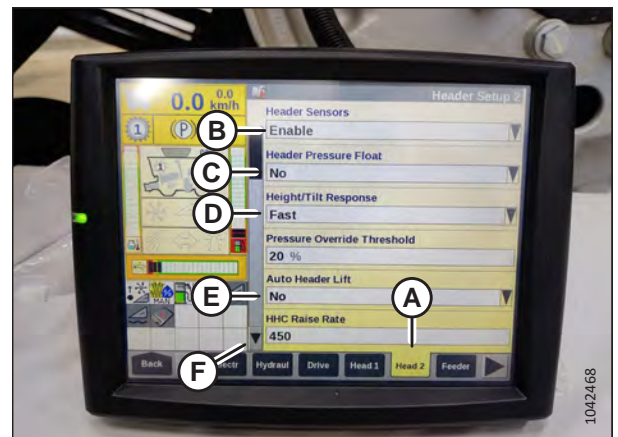 0.0 0.0 km/h
Header Setup 2
1 P
Header Sensors
B Enable
Header Pressure Float
C No
Height/Tilt Response
D Fast
Pressure Override Threshold
20 %
Auto Header Lift
E No
A
MAN
HHC Raise Rate
450
F
Back Hydraul Drive Head 1 Head 2 Feeder
1042468